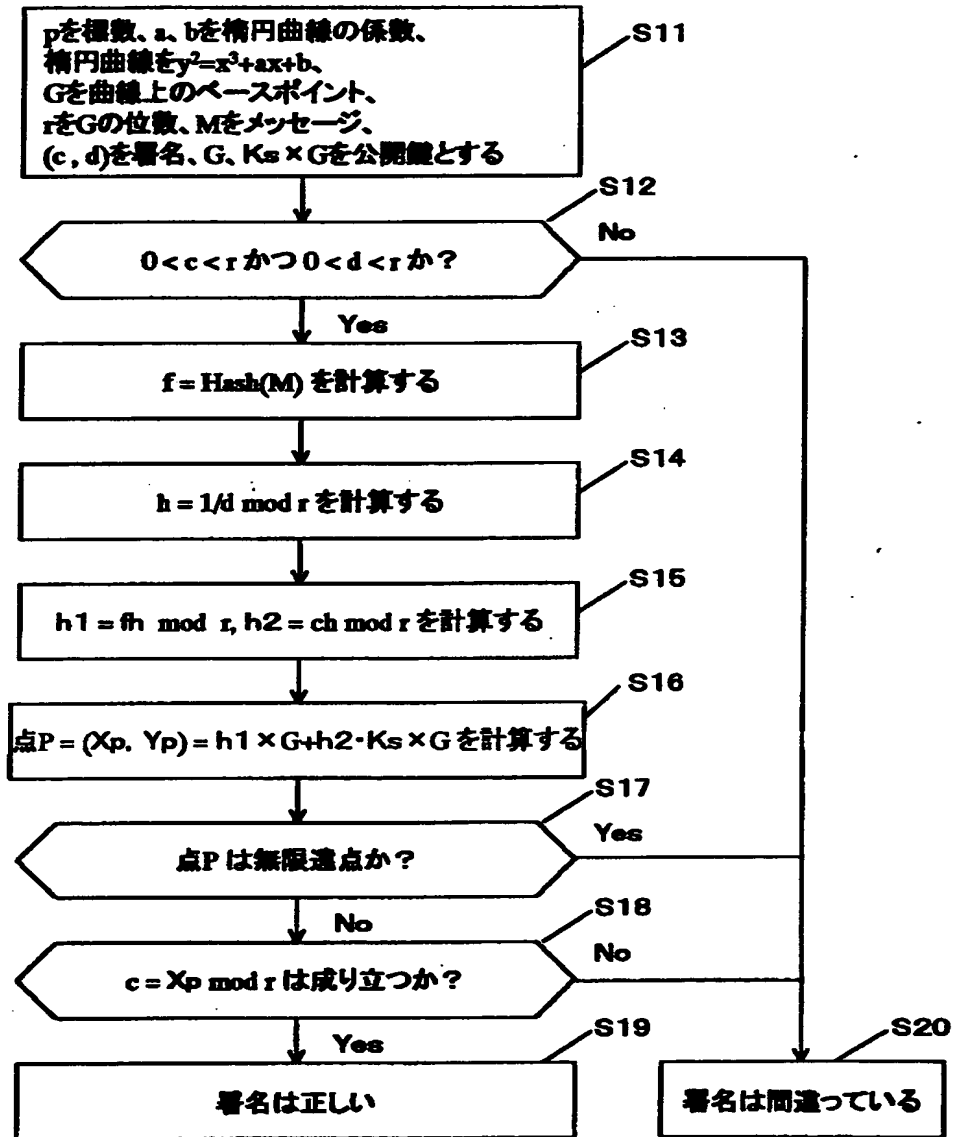 pを標数、a、bを楕円曲線の係数、
楕円曲線をy²=x³+ax+b、
Gを曲線上のベースポイント、
rをGの位数、Mをメッセージ、
(c , d)を署名、G、Ks×Gを公開鍵とする
S11
S12
0<c<r かつ 0<d<r か？
No
Yes
S13
f = Hash(M) を計算する
S14
h = 1/d mod r を計算する
S15
h1 = fh mod r, h2 = ch mod r を計算する
S16
点P = (Xp, Yp) = h1×G+h2・Ks×G を計算する
S17
点P は無限遠点か？
Yes
No
S18
c = Xp mod r は成り立つか？
No
Yes
S19
署名は正しい
S20
署名は間違っている